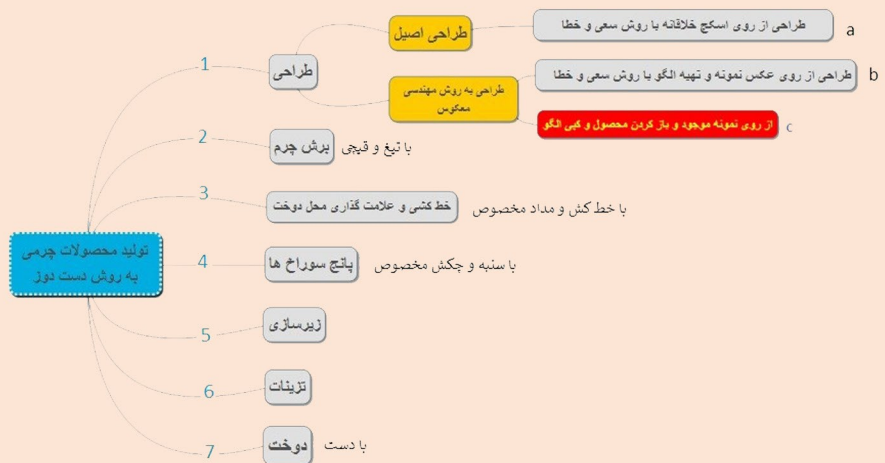 تولید محصولات چرمی
به روش دست دوز
1
طراحی
طراحی اصیل
طراحی از روی اسکچ خلاقانه با روش سعی و خطا
a
طراحی به روش مهندسی
معکوس
طراحی از روی عکس نمونه و تهیه الگو با روش سعی و خطا
b
از روی نمونه موجود و باز کردن محصول و کپی الگو
c
2
برش چرم
با تیغ و قیچی
3
خط کشی و علامت گذاری محل دوخت
با خط کش و مداد مخصوص
4
پانچ سوراخ ها
با سنبه و چکش مخصوص
5
زیرسازی
6
تزینات
7
دوخت
با دست